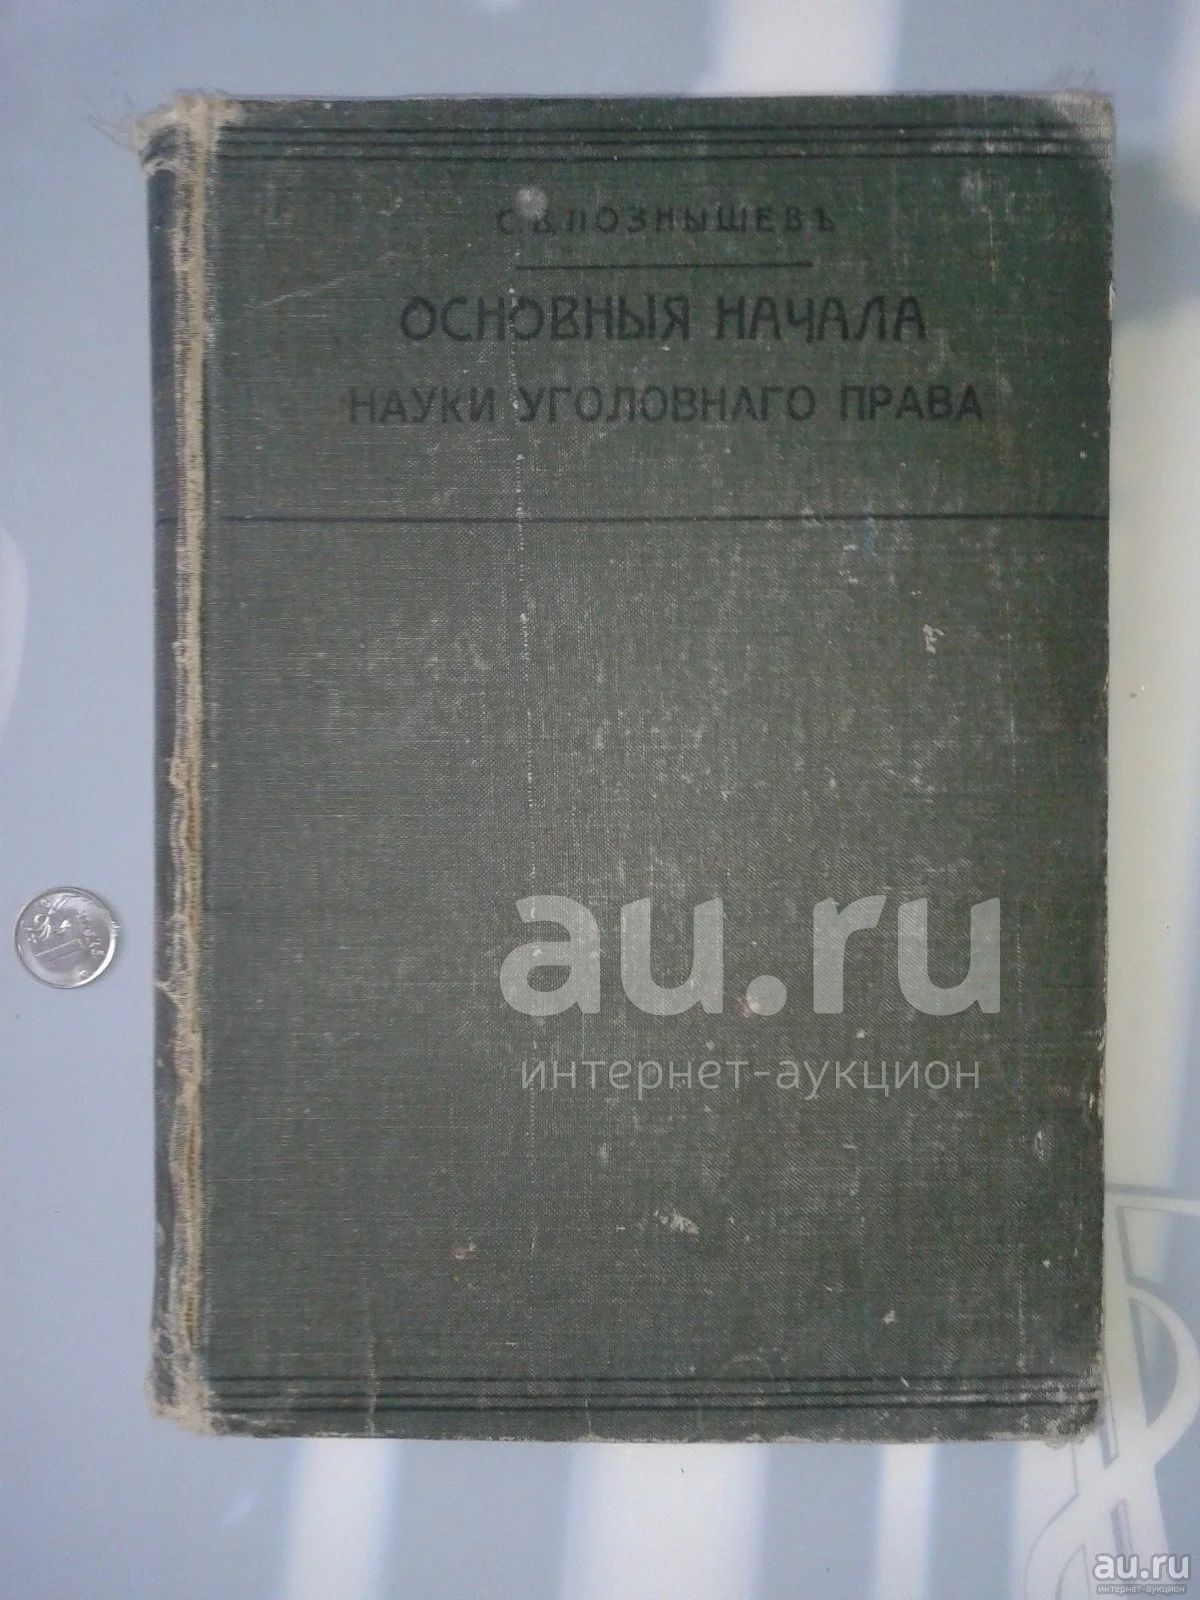 С.В.ПОЗНЫШЕВЪ
ОСНОВНЫЯ НАЧАЛА
НАУКИ УГОЛОВНАГО ПРАВА
au.ru
интернет-аукцион
au.ru
интернет-аукцион